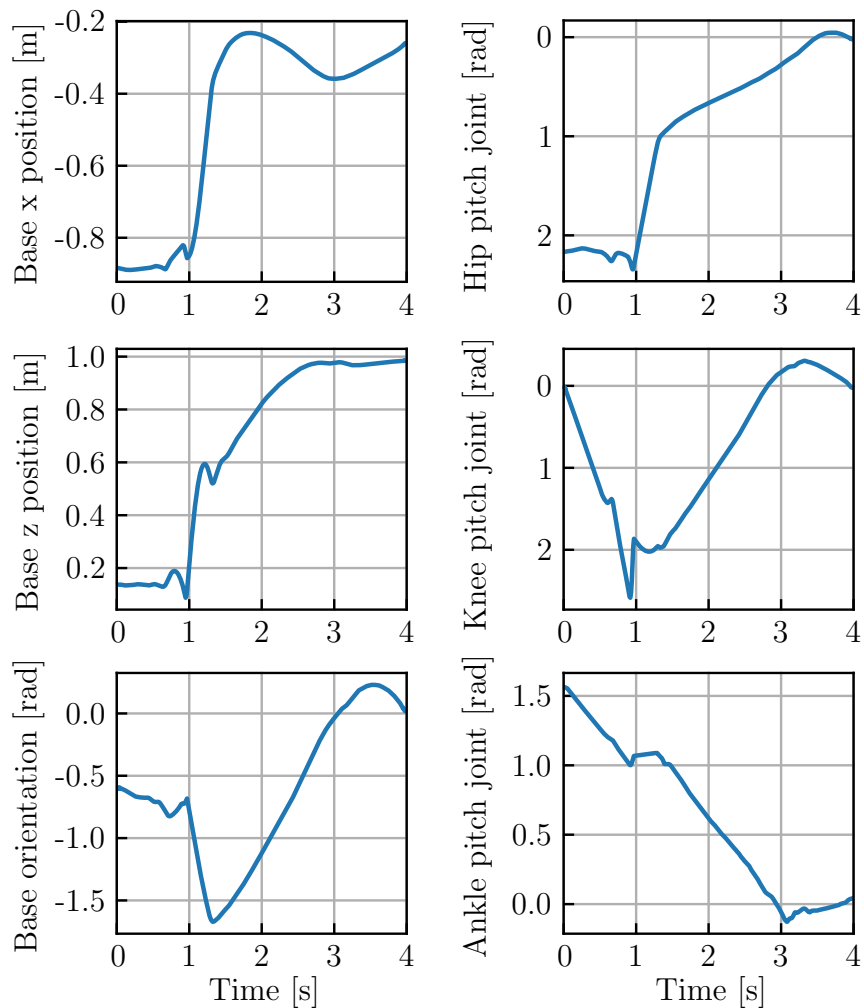 Base x position [m]
-0.2
-0.4
-0.6
-0.8
0 1 2 3 4
Hip pitch joint [rad]
0
1
2
0 1 2 3 4
Base z position [m]
1.0
0.8
0.6
0.4
0.2
0 1 2 3 4
Knee pitch joint [rad]
0
1
2
0 1 2 3 4
Base orientation [rad]
0.0
-0.5
-1.0
-1.5
0 1 2 3 4
Time [s]
Ankle pitch joint [rad]
1.5
1.0
0.5
0.0
0 1 2 3 4
Time [s]